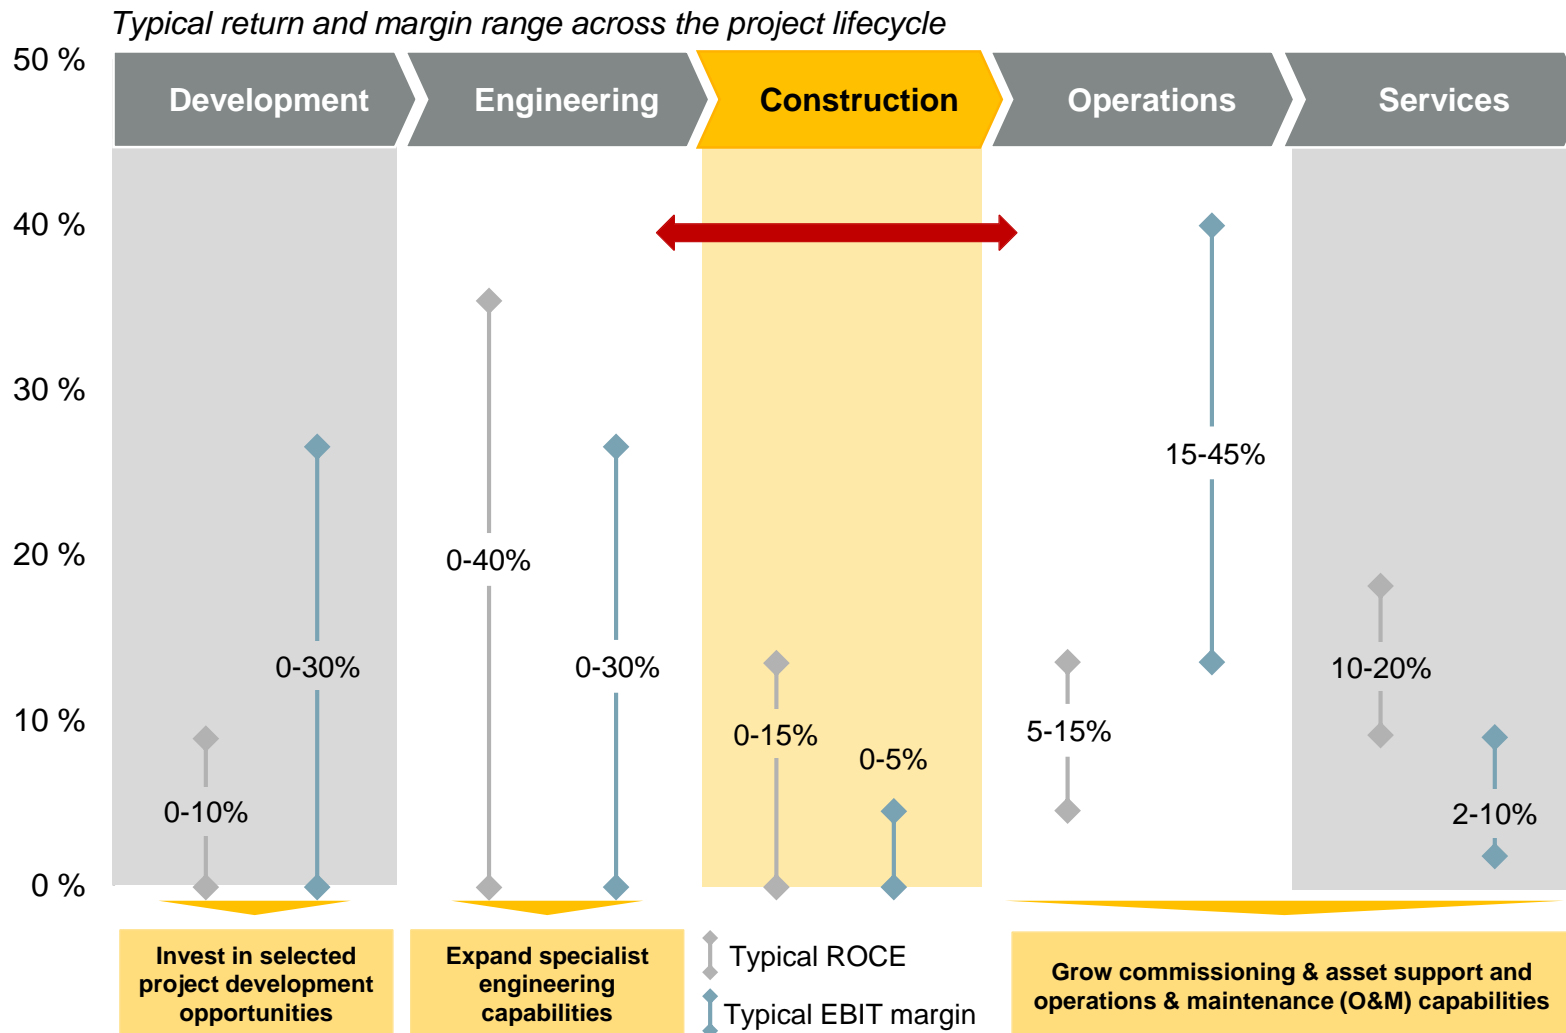 Typical return and margin range across the project lifecycle
50 %
Development
Engineering
Construction
Operations
Services
40 %
30 %
20 %
10 %
0 %
0-10%
0-30%
0-40%
0-30%
0-15%
0-5%
5-15%
15-45%
10-20%
2-10%
Invest in selected
project development
opportunities
Expand specialist
engineering
capabilities
Typical ROCE
Typical EBIT margin
Grow commissioning & asset support and
operations & maintenance (O&M) capabilities